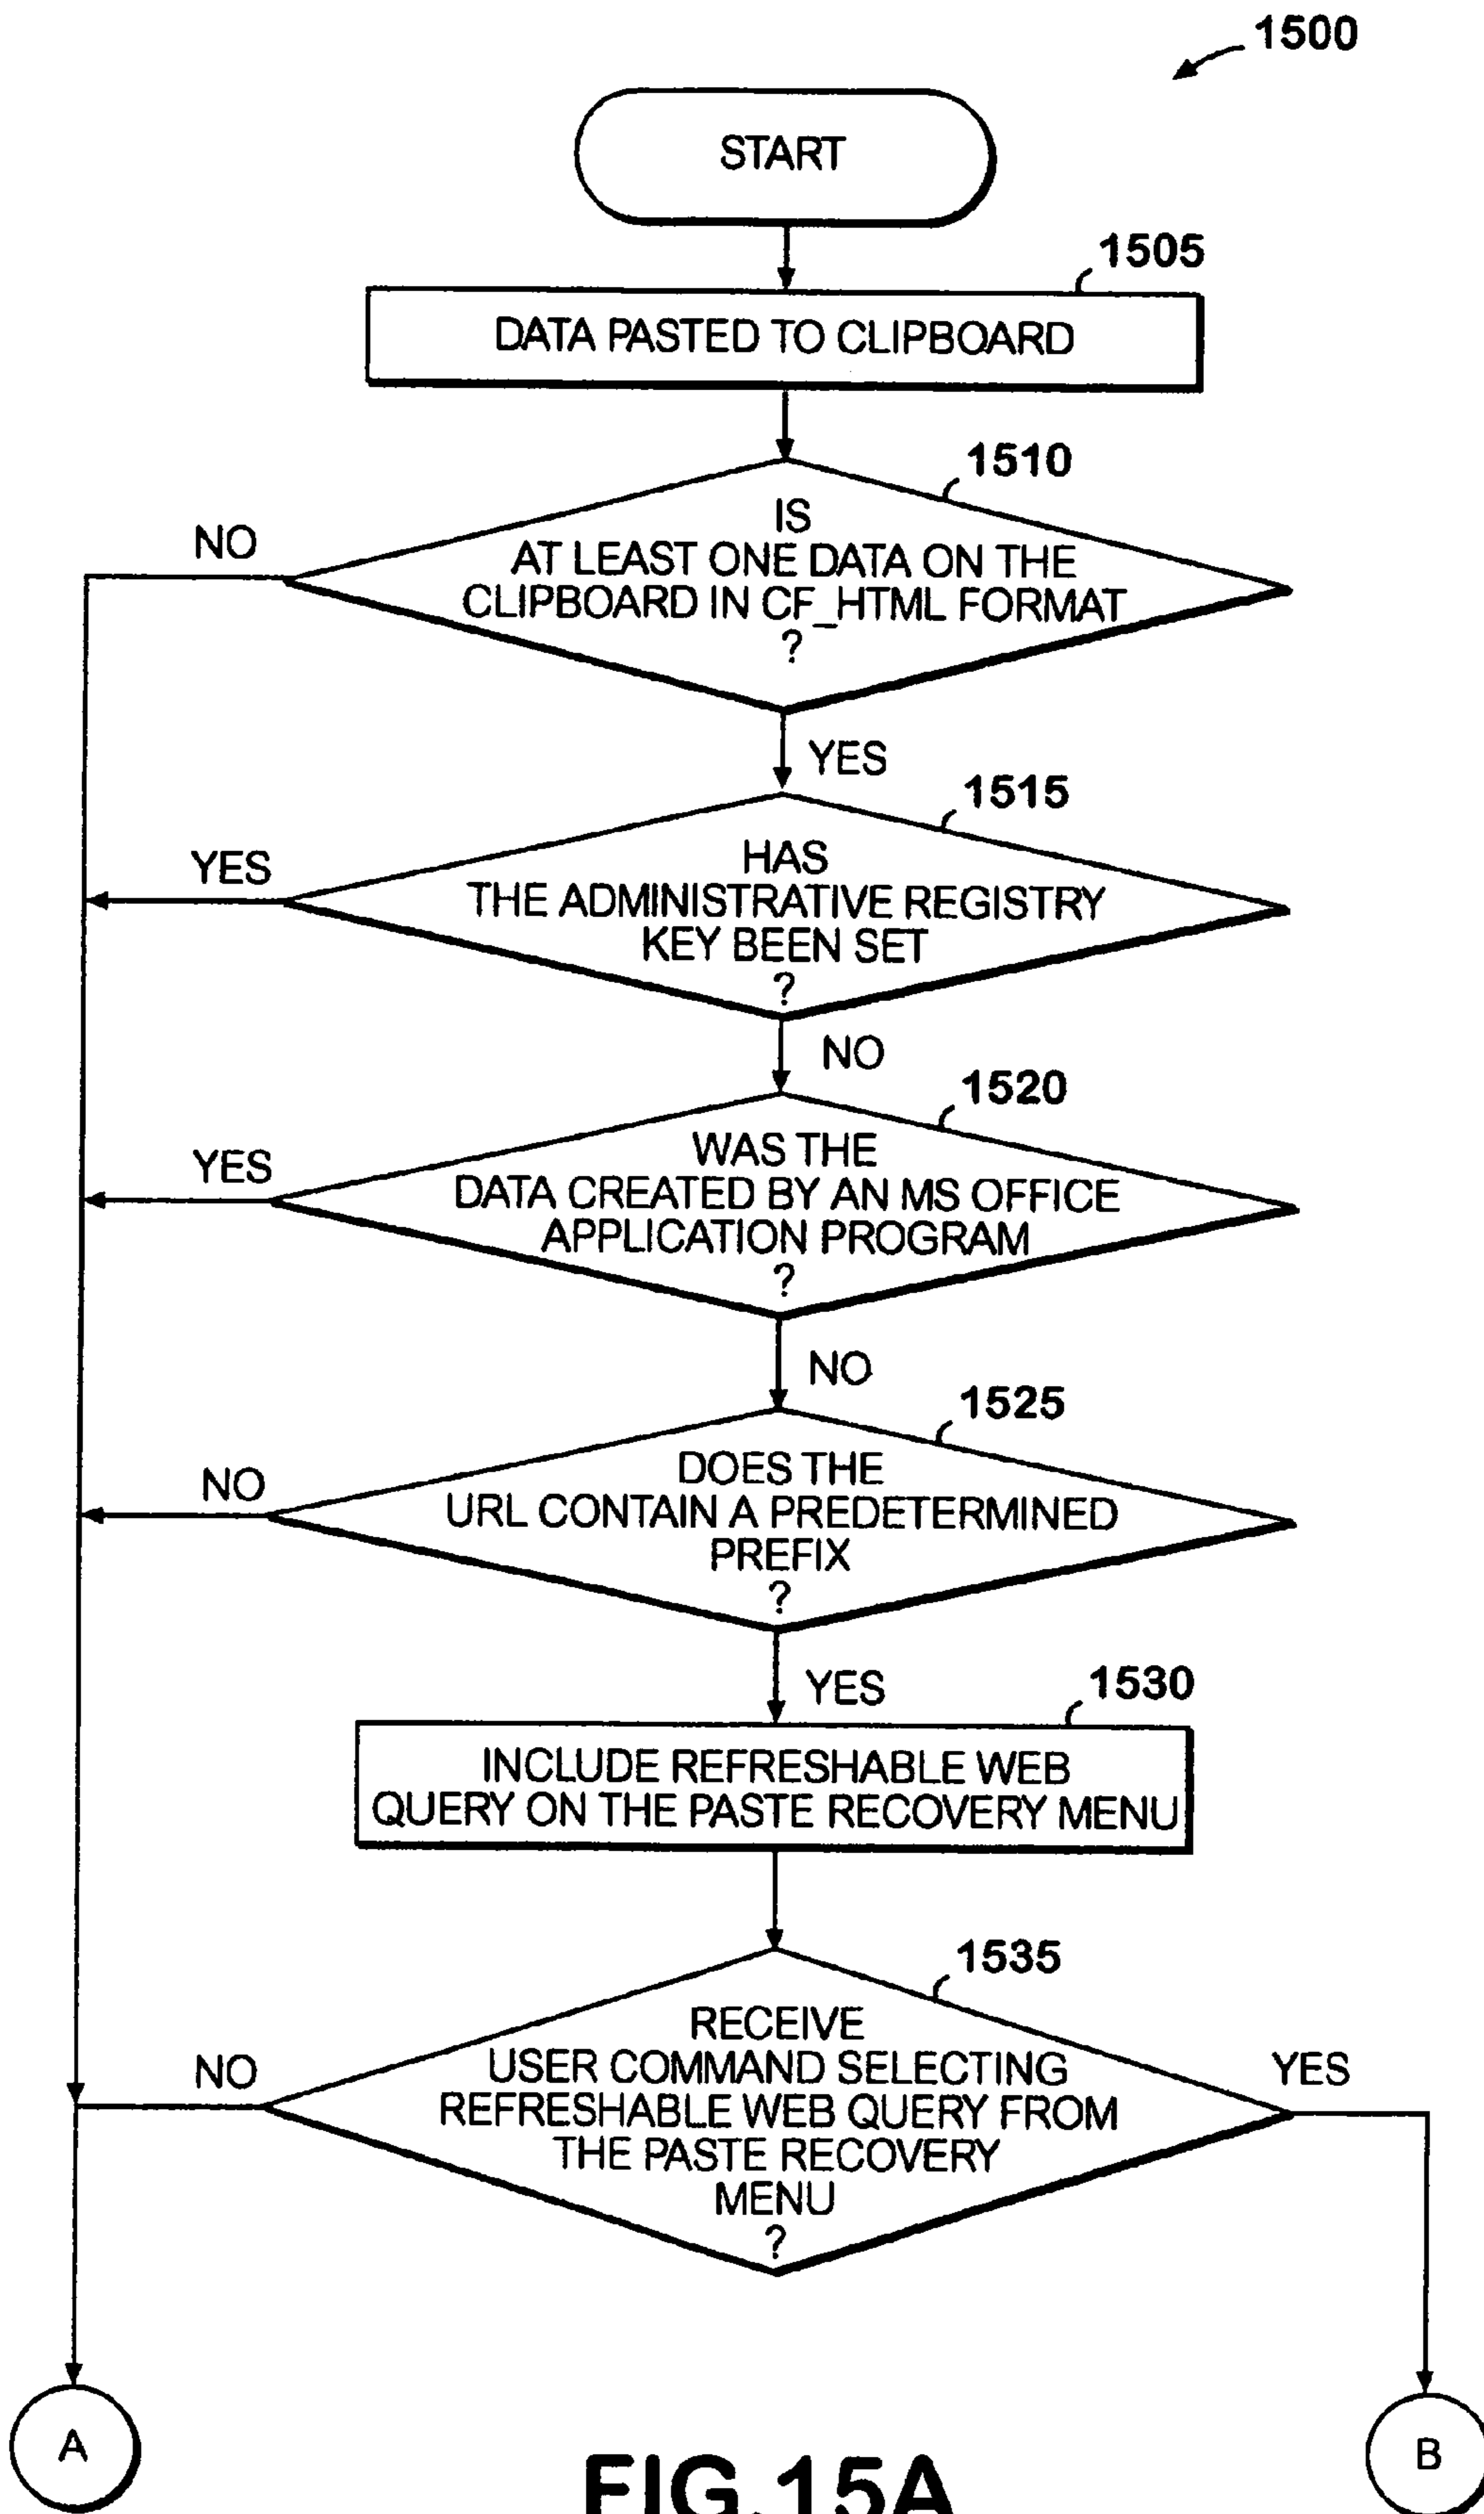 1500
START
1505
DATA PASTED TO CLIPBOARD
1510
NO
IS
AT LEAST ONE DATA ON THE
CLIPBOARD IN CF_HTML FORMAT
?
YES
1515
YES
HAS
THE ADMINISTRATIVE REGISTRY
KEY BEEN SET
?
NO
1520
YES
WAS THE
DATA CREATED BY AN MS OFFICE
APPLICATION PROGRAM
?
NO
1525
NO
DOES THE
URL CONTAIN A PREDETERMINED
PREFIX
?
YES
1530
INCLUDE REFRESHABLE WEB
QUERY ON THE PASTE RECOVERY MENU
1535
NO
RECEIVE
USER COMMAND SELECTING
REFRESHABLE WEB QUERY FROM
THE PASTE RECOVERY
MENU
?
YES
A
B
FIG.15A